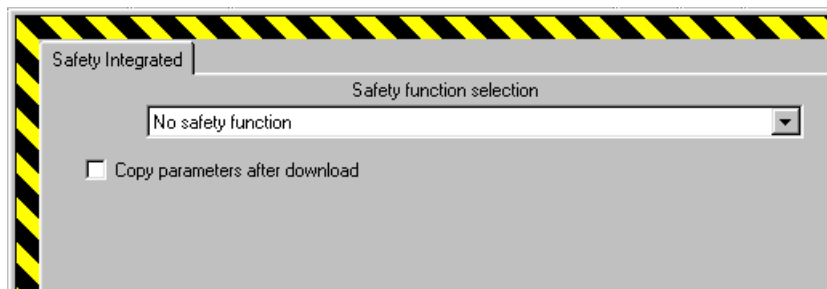 Safety Integrated
Safety function selection
No safety function
Copy parameters after download